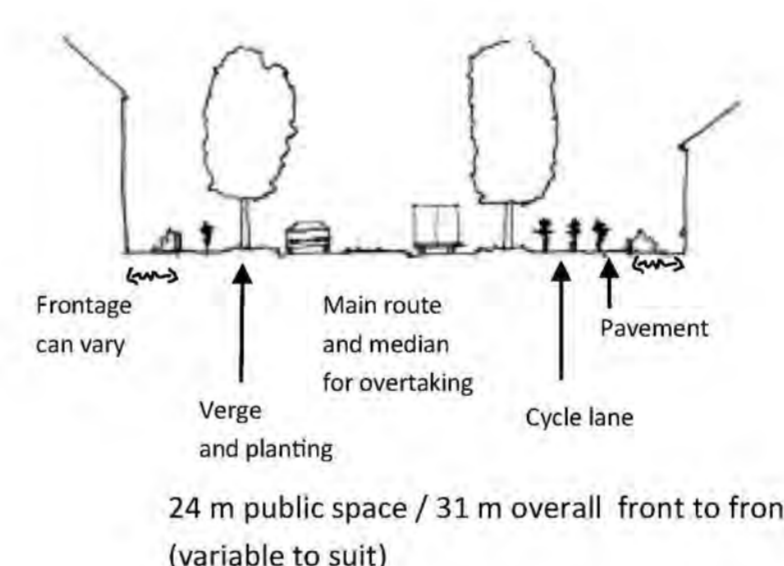 Frontage
can vary
Verge
and planting
Main route
and median
for overtaking
Cycle lane
Pavement
24 m public space / 31 m overall front to fron
(variable to suit)